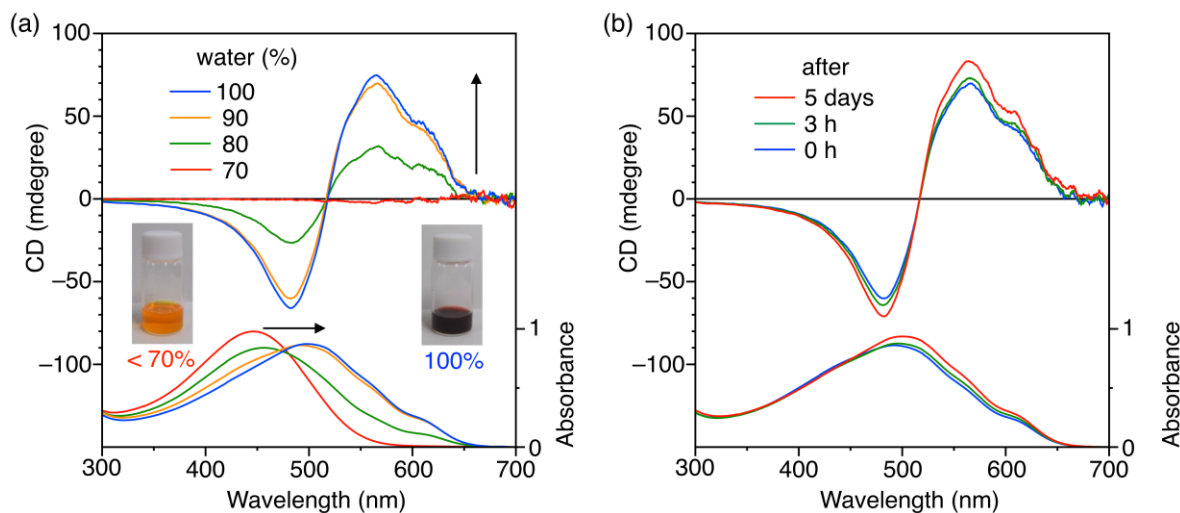 (a)
100
50
0
–50
–100
CD (mdegree)
water (%)
100
90
80
70
< 70%
100%
1
0
Absorbance
300
400
500
600
700
Wavelength (nm)
(b)
100
50
0
–50
–100
CD (mdegree)
after
5 days
3 h
0 h
1
0
Absorbance
300
400
500
600
700
Wavelength (nm)